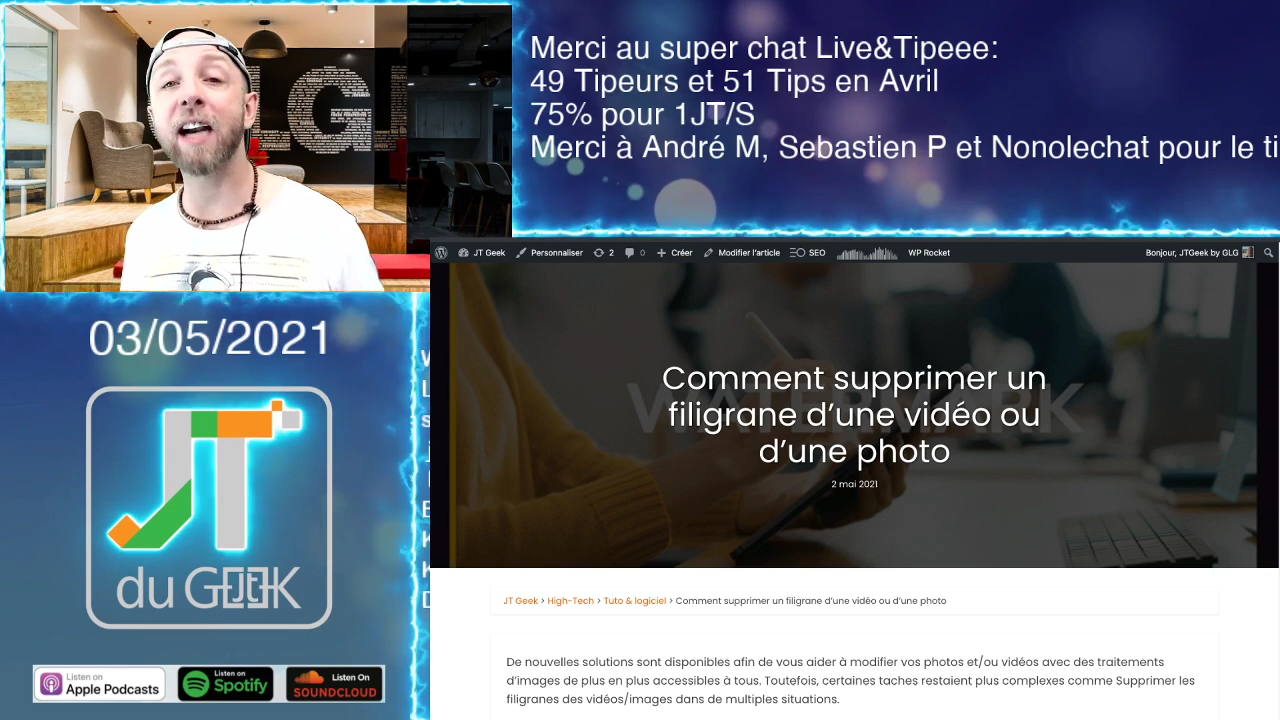 Merci au super chat Live&Tipeee:
49 Tipeurs et 51 Tips en Avril
75% pour 1JT/S
Merci à André M, Sebastien P et Nonolechat pour le ti
JT Geek Personnaliser 2 0 Créer Modifier l'article SEO WP Rocket Bonjour, JTGeek by GLG
03/05/2021
JT
du GEEK
Comment supprimer un
filigrane d'une vidéo ou
d'une photo
2 mai 2021
JT Geek > High-Tech > Tuto & logiciel > Comment supprimer un filigrane d'une vidéo ou d'une photo
De nouvelles solutions sont disponibles afin de vous aider à modifier vos photos et/ou vidéos avec des traitements
d'images de plus en plus accessibles à tous. Toutefois, certaines taches restaient plus complexes comme Supprimer les
filigranes des vidéos/images dans de multiples situations.
Listen on Apple Podcasts
Listen on Spotify
Listen On SOUNDCLOUD